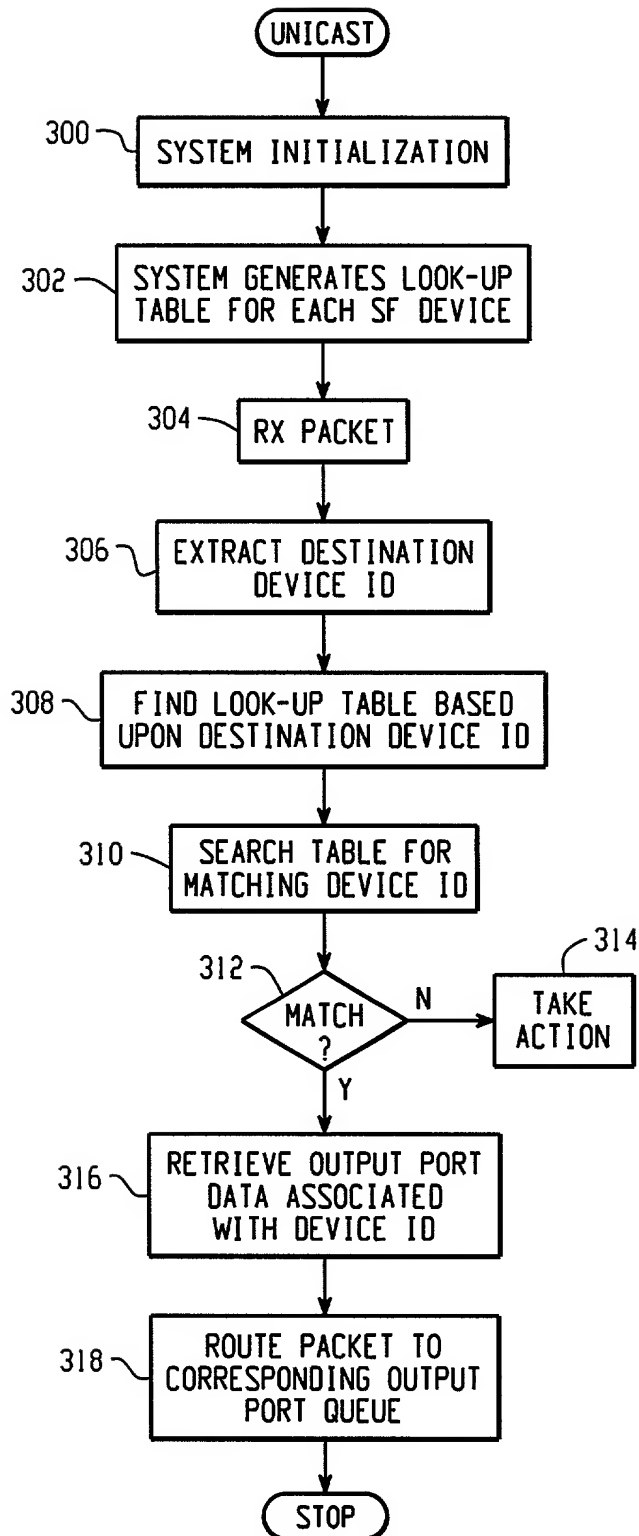 UNICAST
300
SYSTEM INITIALIZATION
302
SYSTEM GENERATES LOOK-UP
TABLE FOR EACH SF DEVICE
304
RX PACKET
306
EXTRACT DESTINATION
DEVICE ID
308
FIND LOOK-UP TABLE BASED
UPON DESTINATION DEVICE ID
310
SEARCH TABLE FOR
MATCHING DEVICE ID
312
MATCH
?
N
314
TAKE
ACTION
Y
316
RETRIEVE OUTPUT PORT
DATA ASSOCIATED
WITH DEVICE ID
318
ROUTE PACKET TO
CORRESPONDING OUTPUT
PORT QUEUE
STOP